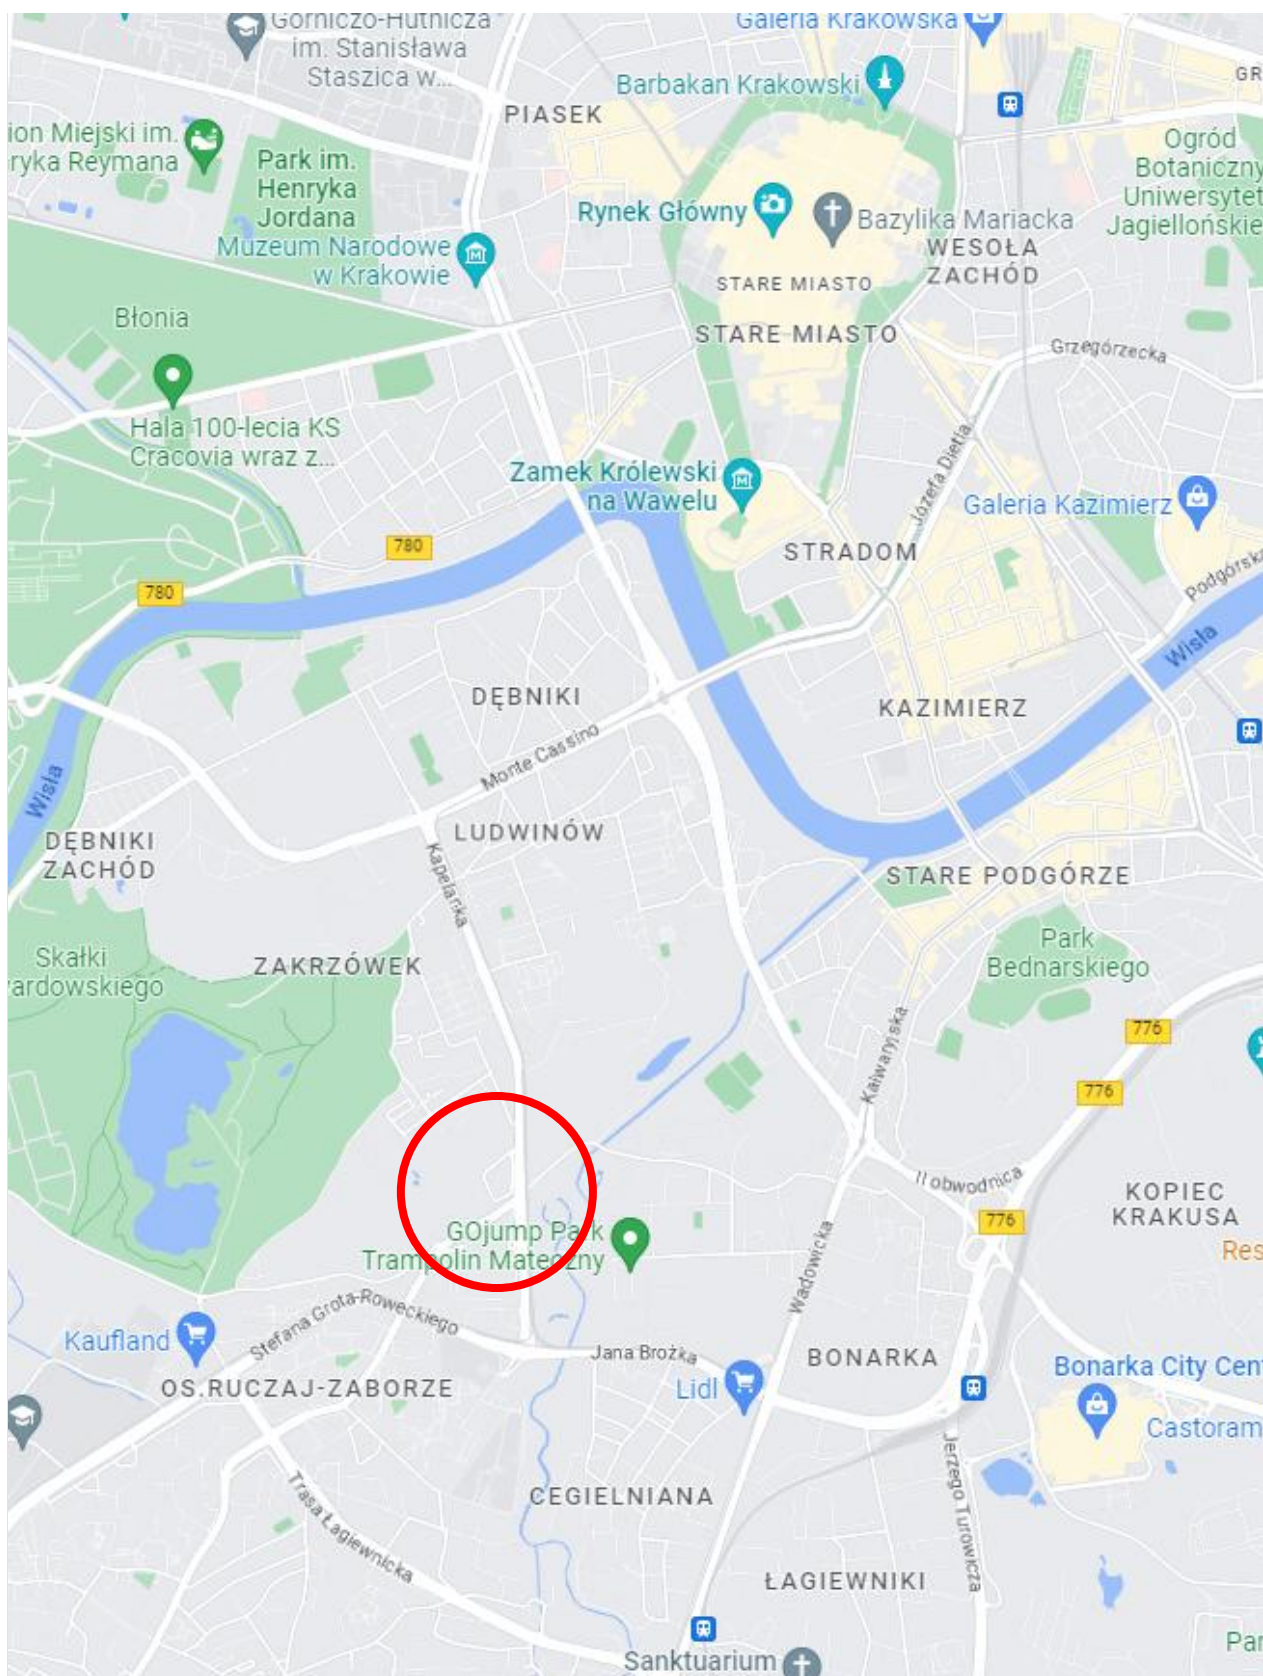 Górniczo-Hutnicza
im. Stanisława
Staszica w...
Galeria Krakowska
Barbakan Krakowski
GR
PIASEK
ion Miejski im.
ryka Reymana
Park im.
Henryka
Jordana
Ogród
Botaniczny
Uniwersytet
Jagiellońskie
Rynek Główny
Bazylika Mariacka
Muzeum Narodowe
w Krakowie
WESOŁA
ZACHÓD
STARE MIASTO
STARE MIASTO
Błonia
Grzegórzecka
Hala 100-lecia KS
Cracovia wraz z...
Józefa Dietla
Zamek Królewski
na Wawelu
Galeria Kazimierz
780
STRADOM
780
Podgórska
Wisła
DĘBNIKI
KAZIMIERZ
Monte Cassino
Wisła
LUDWINÓW
DĘBNIKI
ZACHÓD
Kapelanka
STARE PODGÓRZE
Skałki
wardowskiego
ZAKRZÓWEK
Park
Bednarskiego
776
Kalwaryjska
776
II obwodnica
KOPIEC
KRAKUSA
776
GOjump Park
Trampolin Mateczny
Res
Wadowicka
Stefana Grota-Roweckiego
Kaufland
Jana Brożka
BONARKA
Bonarka City Cent
OS.RUCZAJ-ZABORZE
Lidl
Castoram
Jerzego Turowicza
CEGIELNIANA
Trasa Łagiewnicka
ŁAGIEWNIKI
Sanktuarium
Par